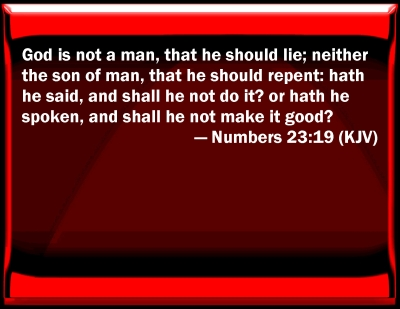 God is not a man, that he should lie; neither
the son of man, that he should repent: hath
he said, and shall he not do it? or hath he
spoken, and shall he not make it good?
— Numbers 23:19 (KJV)